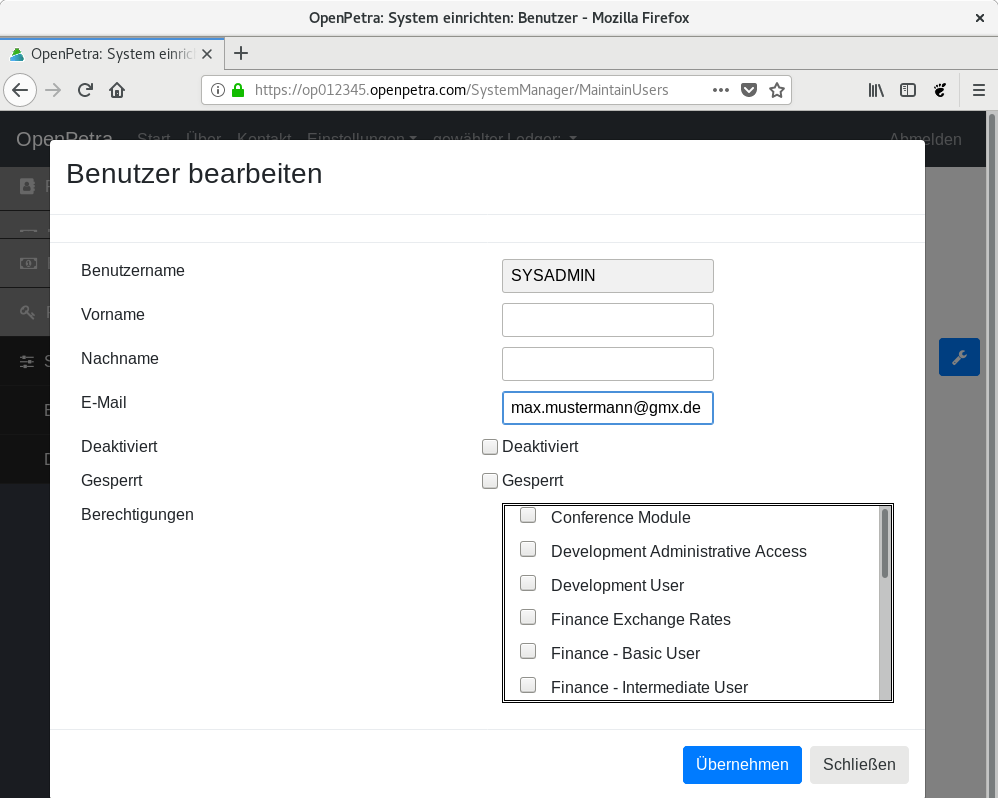 OpenPetra: System einrichten: Benutzer - Mozilla Firefox
OpenPetra: System einric
https://op012345.openpetra.com/SystemManager/MaintainUsers
OpenPetra Start Über Kontakt Einstellungen gewählter Ledger: Abmelden
Benutzer bearbeiten
Benutzername SYSADMIN
Vorname
Nachname
E-Mail max.mustermann@gmx.de
Deaktiviert Deaktiviert
Gesperrt Gesperrt
Berechtigungen
Conference Module
Development Administrative Access
Development User
Finance Exchange Rates
Finance - Basic User
Finance - Intermediate User
Übernehmen Schließen